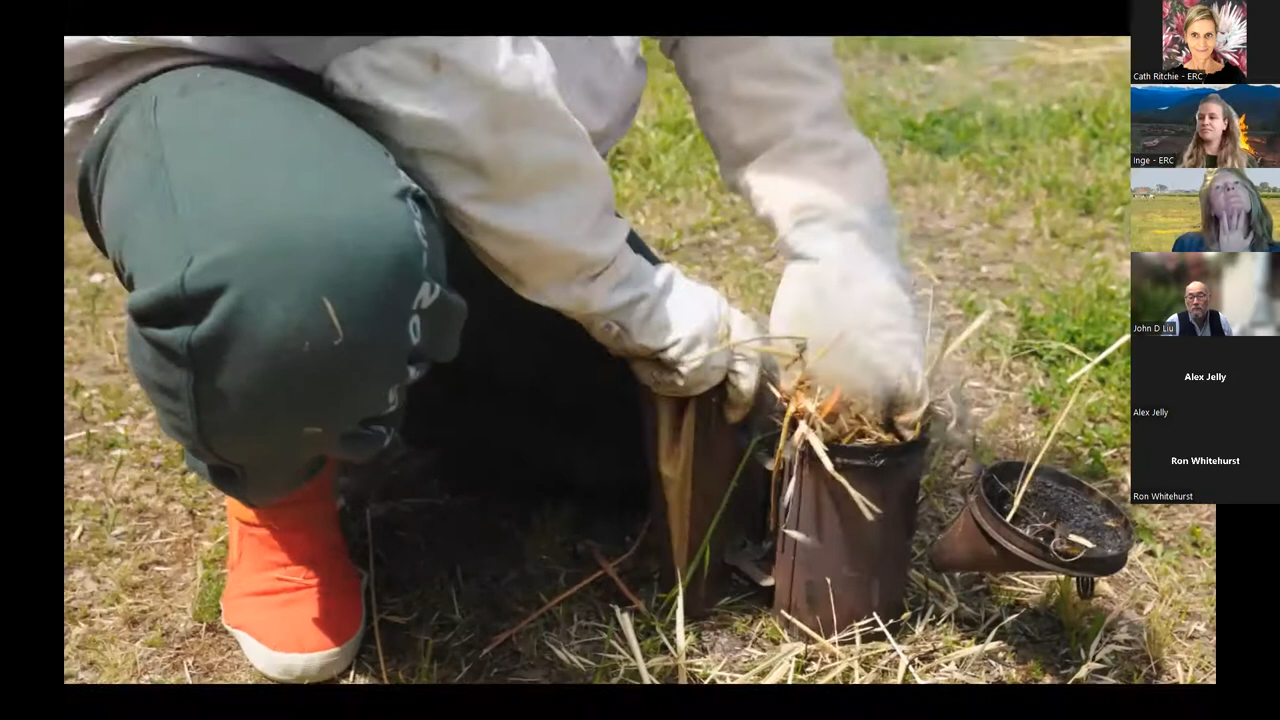 Cath Ritchie - ERC
Inge - ERC
John D Liu
Alex Jelly
Alex Jelly
Ron Whitehurst
Ron Whitehurst